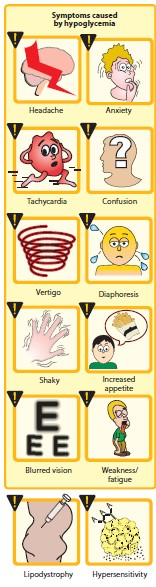 Symptoms caused
by hypoglycemia
Headache
Anxiety
?
Tachycardia
Confusion
Vertigo
Diaphoresis
Shaky
Increased
appetite
E
E E
Blurred vision
Weakness/
fatigue
Lipodystrophy
Hypersensitivity